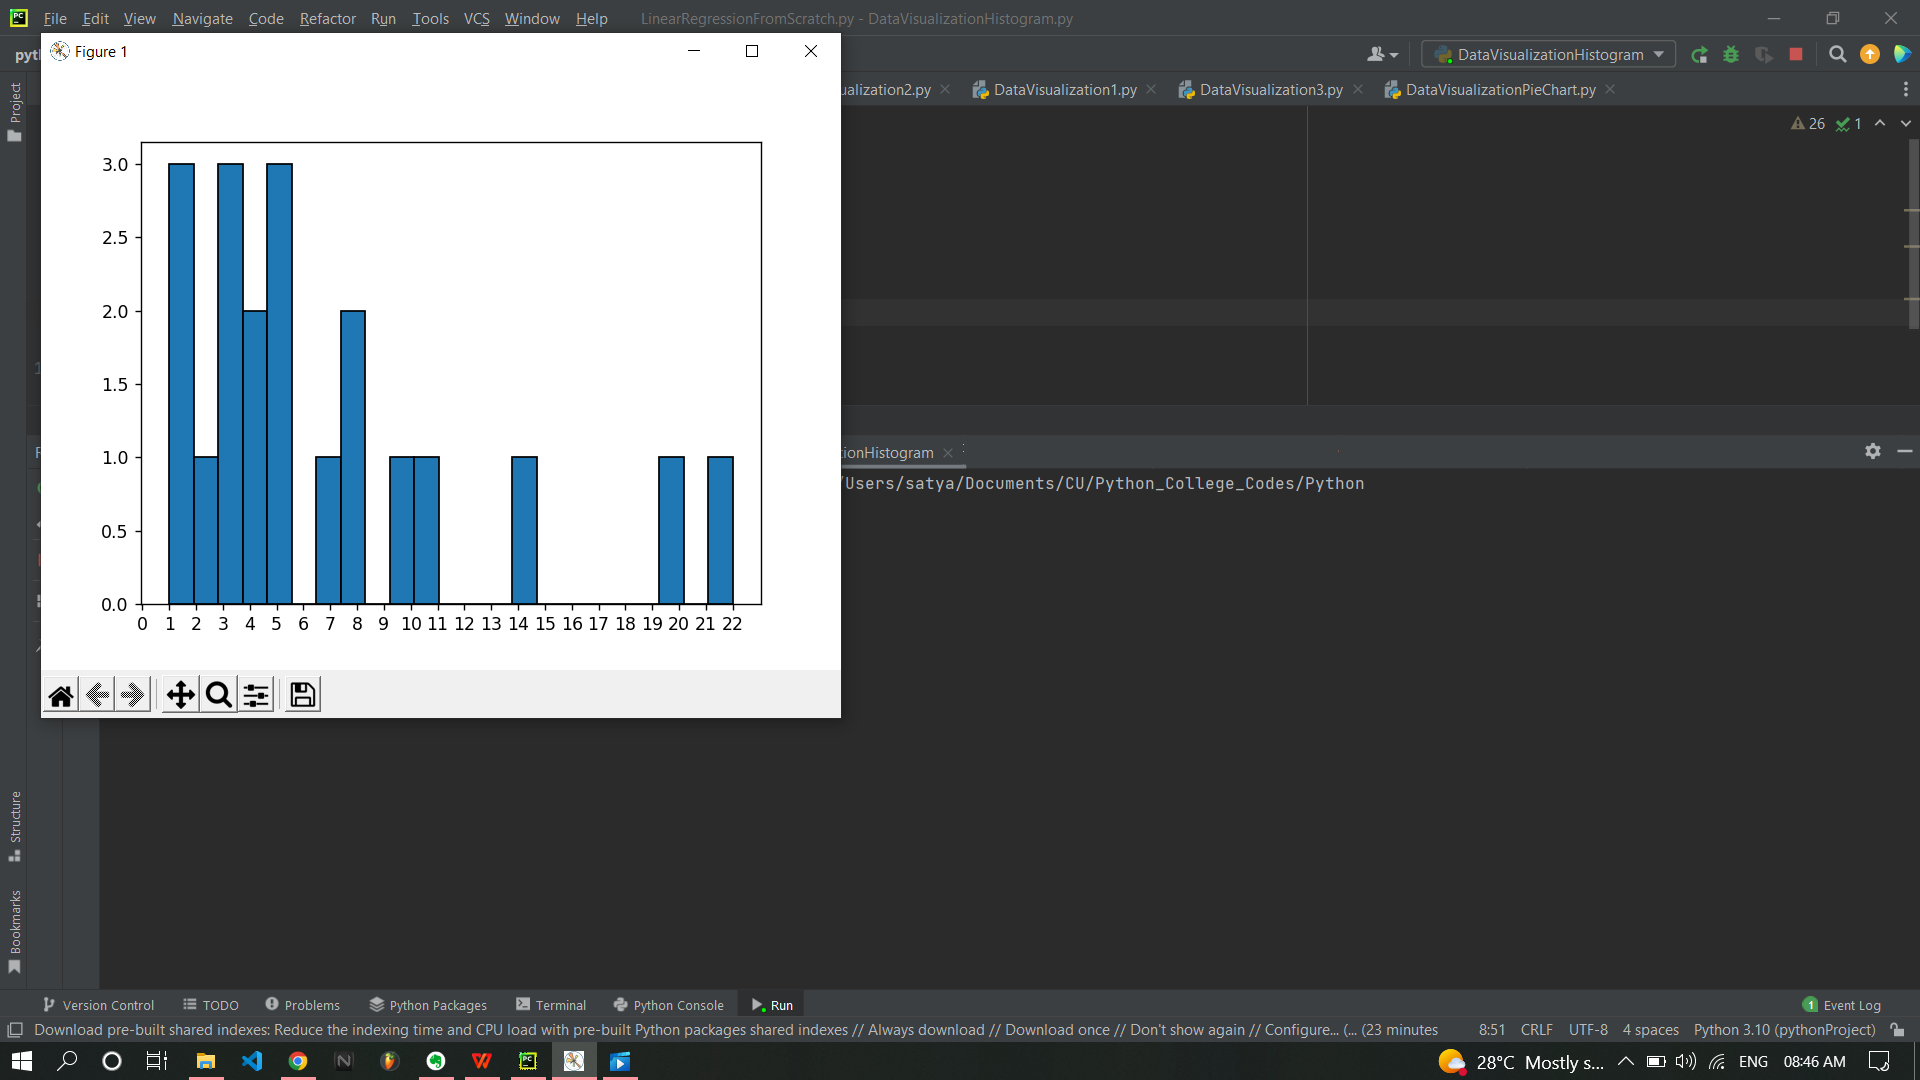 File Edit View Navigate Code Refactor Run Tools VCS Window Help LinearRegressionFromScratch.py - DataVisualizationHistogram.py
Figure 1
DataVisualizationHistogram
DataVisualization1.py DataVisualization3.py DataVisualizationPieChart.py
Project
26 1
3.0
2.5
2.0
1.5
1.0
0.5
0.0
0 1 2 3 4 5 6 7 8 9 10 11 12 13 14 15 16 17 18 19 20 21 22
/Users/satya/Documents/CU/Python_College_Codes/Python
Structure
Bookmarks
Version Control TODO Problems Python Packages Terminal Python Console Run 1 Event Log
Download pre-built shared indexes: Reduce the indexing time and CPU load with pre-built Python packages shared indexes // Always download // Download once // Don't show again // Configure... (... (23 minutes 8:51 CRLF UTF-8 4 spaces Python 3.10 (pythonProject)
28°C Mostly s... ENG 08:46 AM